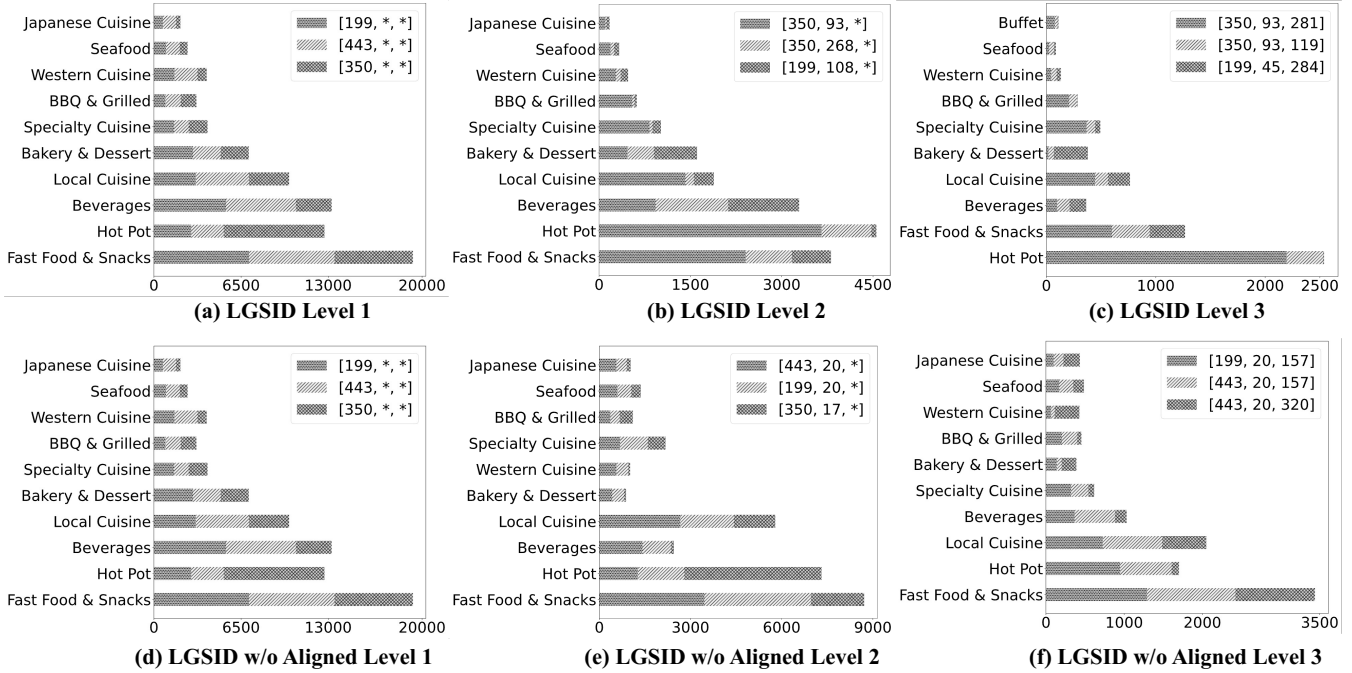 Japanese Cuisine
Seafood
Western Cuisine
BBQ & Grilled
Specialty Cuisine
Bakery & Dessert
Local Cuisine
Beverages
Hot Pot
Fast Food & Snacks
[199, *, *]
[443, *, *]
[350, *, *]
0 6500 13000 20000
(a) LGSID Level 1
Japanese Cuisine
Seafood
Western Cuisine
BBQ & Grilled
Specialty Cuisine
Bakery & Dessert
Local Cuisine
Beverages
Hot Pot
Fast Food & Snacks
[350, 93, *]
[350, 268, *]
[199, 108, *]
0 1500 3000 4500
(b) LGSID Level 2
Buffet
Seafood
Western Cuisine
BBQ & Grilled
Specialty Cuisine
Bakery & Dessert
Local Cuisine
Beverages
Fast Food & Snacks
Hot Pot
[350, 93, 281]
[350, 93, 119]
[199, 45, 284]
0 1000 2000 2500
(c) LGSID Level 3
Japanese Cuisine
Seafood
Western Cuisine
BBQ & Grilled
Specialty Cuisine
Bakery & Dessert
Local Cuisine
Beverages
Hot Pot
Fast Food & Snacks
[199, *, *]
[443, *, *]
[350, *, *]
0 6500 13000 20000
(d) LGSID w/o Aligned Level 1
Japanese Cuisine
Seafood
BBQ & Grilled
Specialty Cuisine
Western Cuisine
Bakery & Dessert
Local Cuisine
Beverages
Hot Pot
Fast Food & Snacks
[443, 20, *]
[199, 20, *]
[350, 17, *]
0 3000 6000 9000
(e) LGSID w/o Aligned Level 2
Japanese Cuisine
Seafood
Western Cuisine
BBQ & Grilled
Bakery & Dessert
Specialty Cuisine
Beverages
Local Cuisine
Hot Pot
Fast Food & Snacks
[199, 20, 157]
[443, 20, 157]
[443, 20, 320]
0 1000 2000 3500
(f) LGSID w/o Aligned Level 3